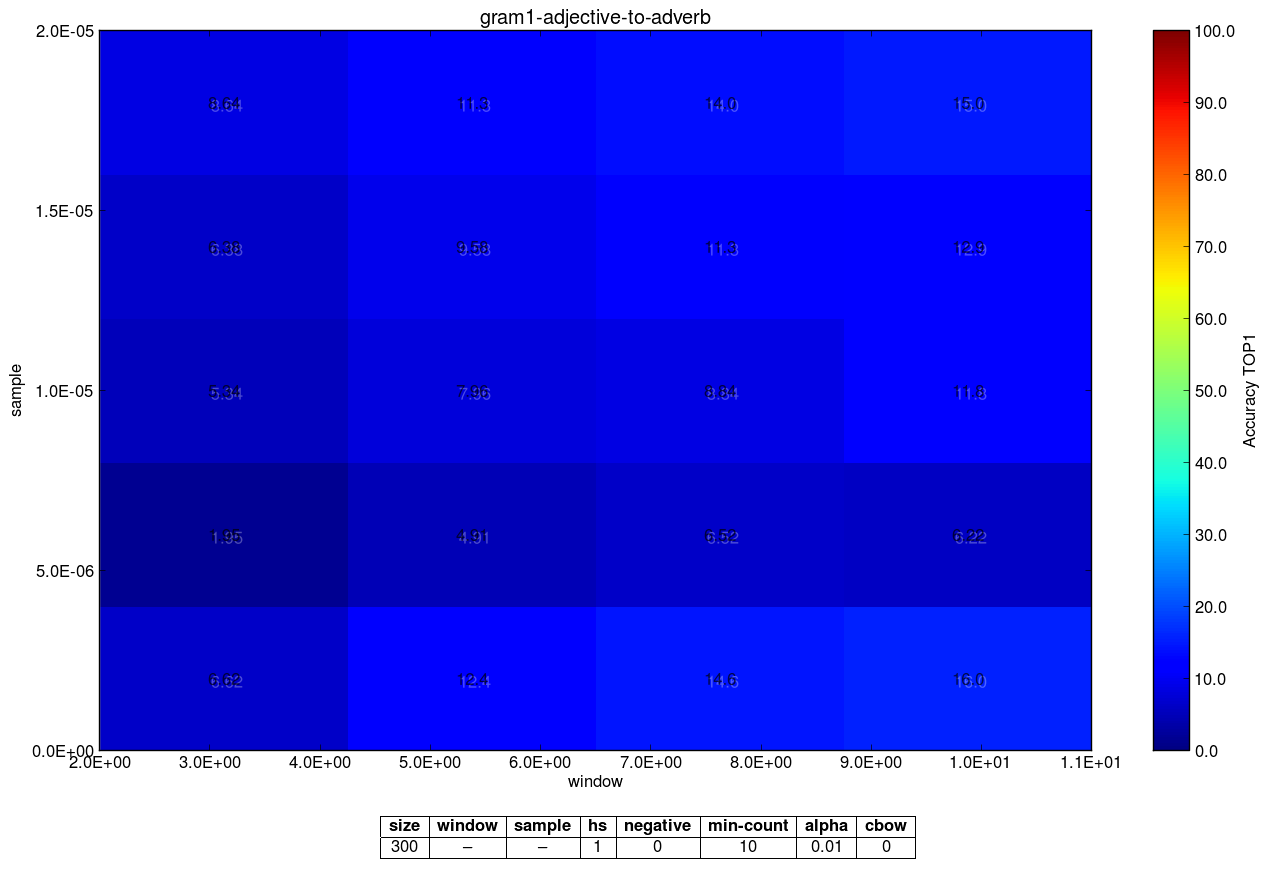 gram1-adjective-to-adverb
2.0E-05
8.64 11.3 14.0 15.0
1.5E-05
6.38 9.58 11.3 12.9
1.0E-05
5.34 7.96 8.84 11.8
5.0E-06
1.95 4.91 6.52 6.22
6.62 12.4 14.6 16.0
0.0E+00
2.0E+00 3.0E+00 4.0E+00 5.0E+00 6.0E+00 7.0E+00 8.0E+00 9.0E+00 1.0E+01 1.1E+01
window
sample
100.0
90.0
80.0
70.0
60.0
50.0
40.0
30.0
20.0
10.0
0.0
Accuracy TOP1
size window sample hs negative min-count alpha cbow
300 – – 1 0 10 0.01 0